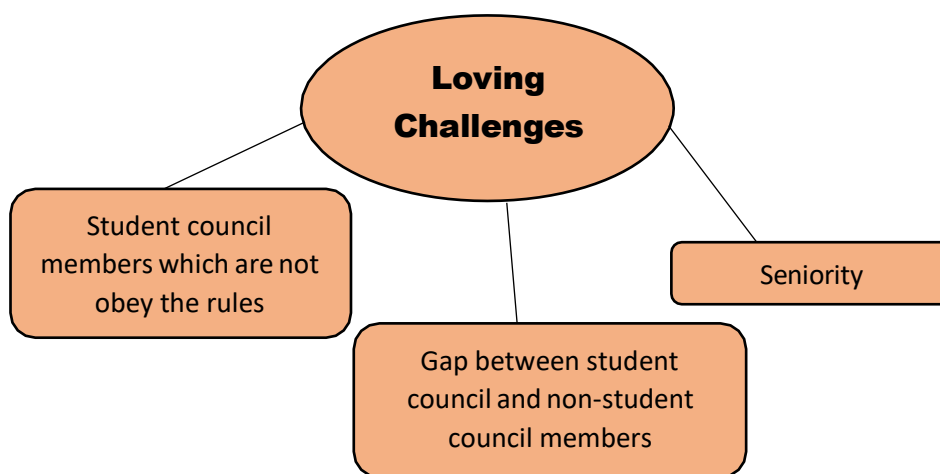 Loving
Challenges
Student council
members which are not
obey the rules
Seniority
Gap between student
council and non-student
council members